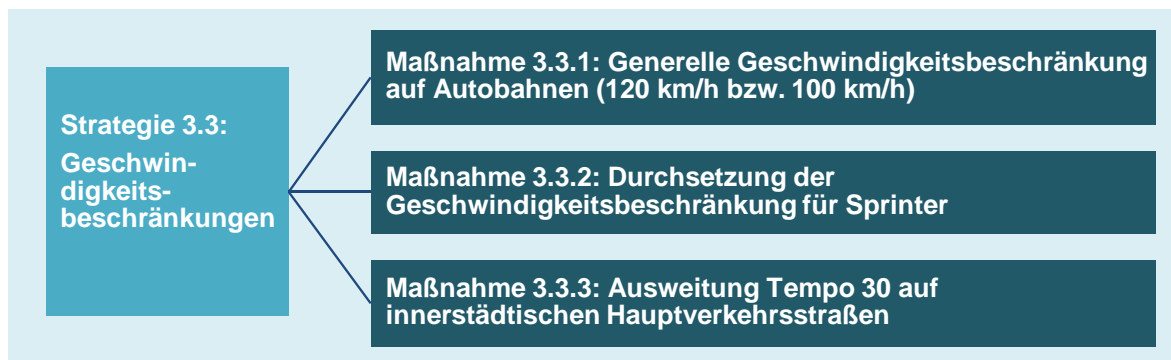 Strategie 3.3:
Geschwin-
digkeits-
beschränkungen
Maßnahme 3.3.1: Generelle Geschwindigkeitsbeschränkung
auf Autobahnen (120 km/h bzw. 100 km/h)
Maßnahme 3.3.2: Durchsetzung der
Geschwindigkeitsbeschränkung für Sprinter
Maßnahme 3.3.3: Ausweitung Tempo 30 auf
innerstädtischen Hauptverkehrsstraßen